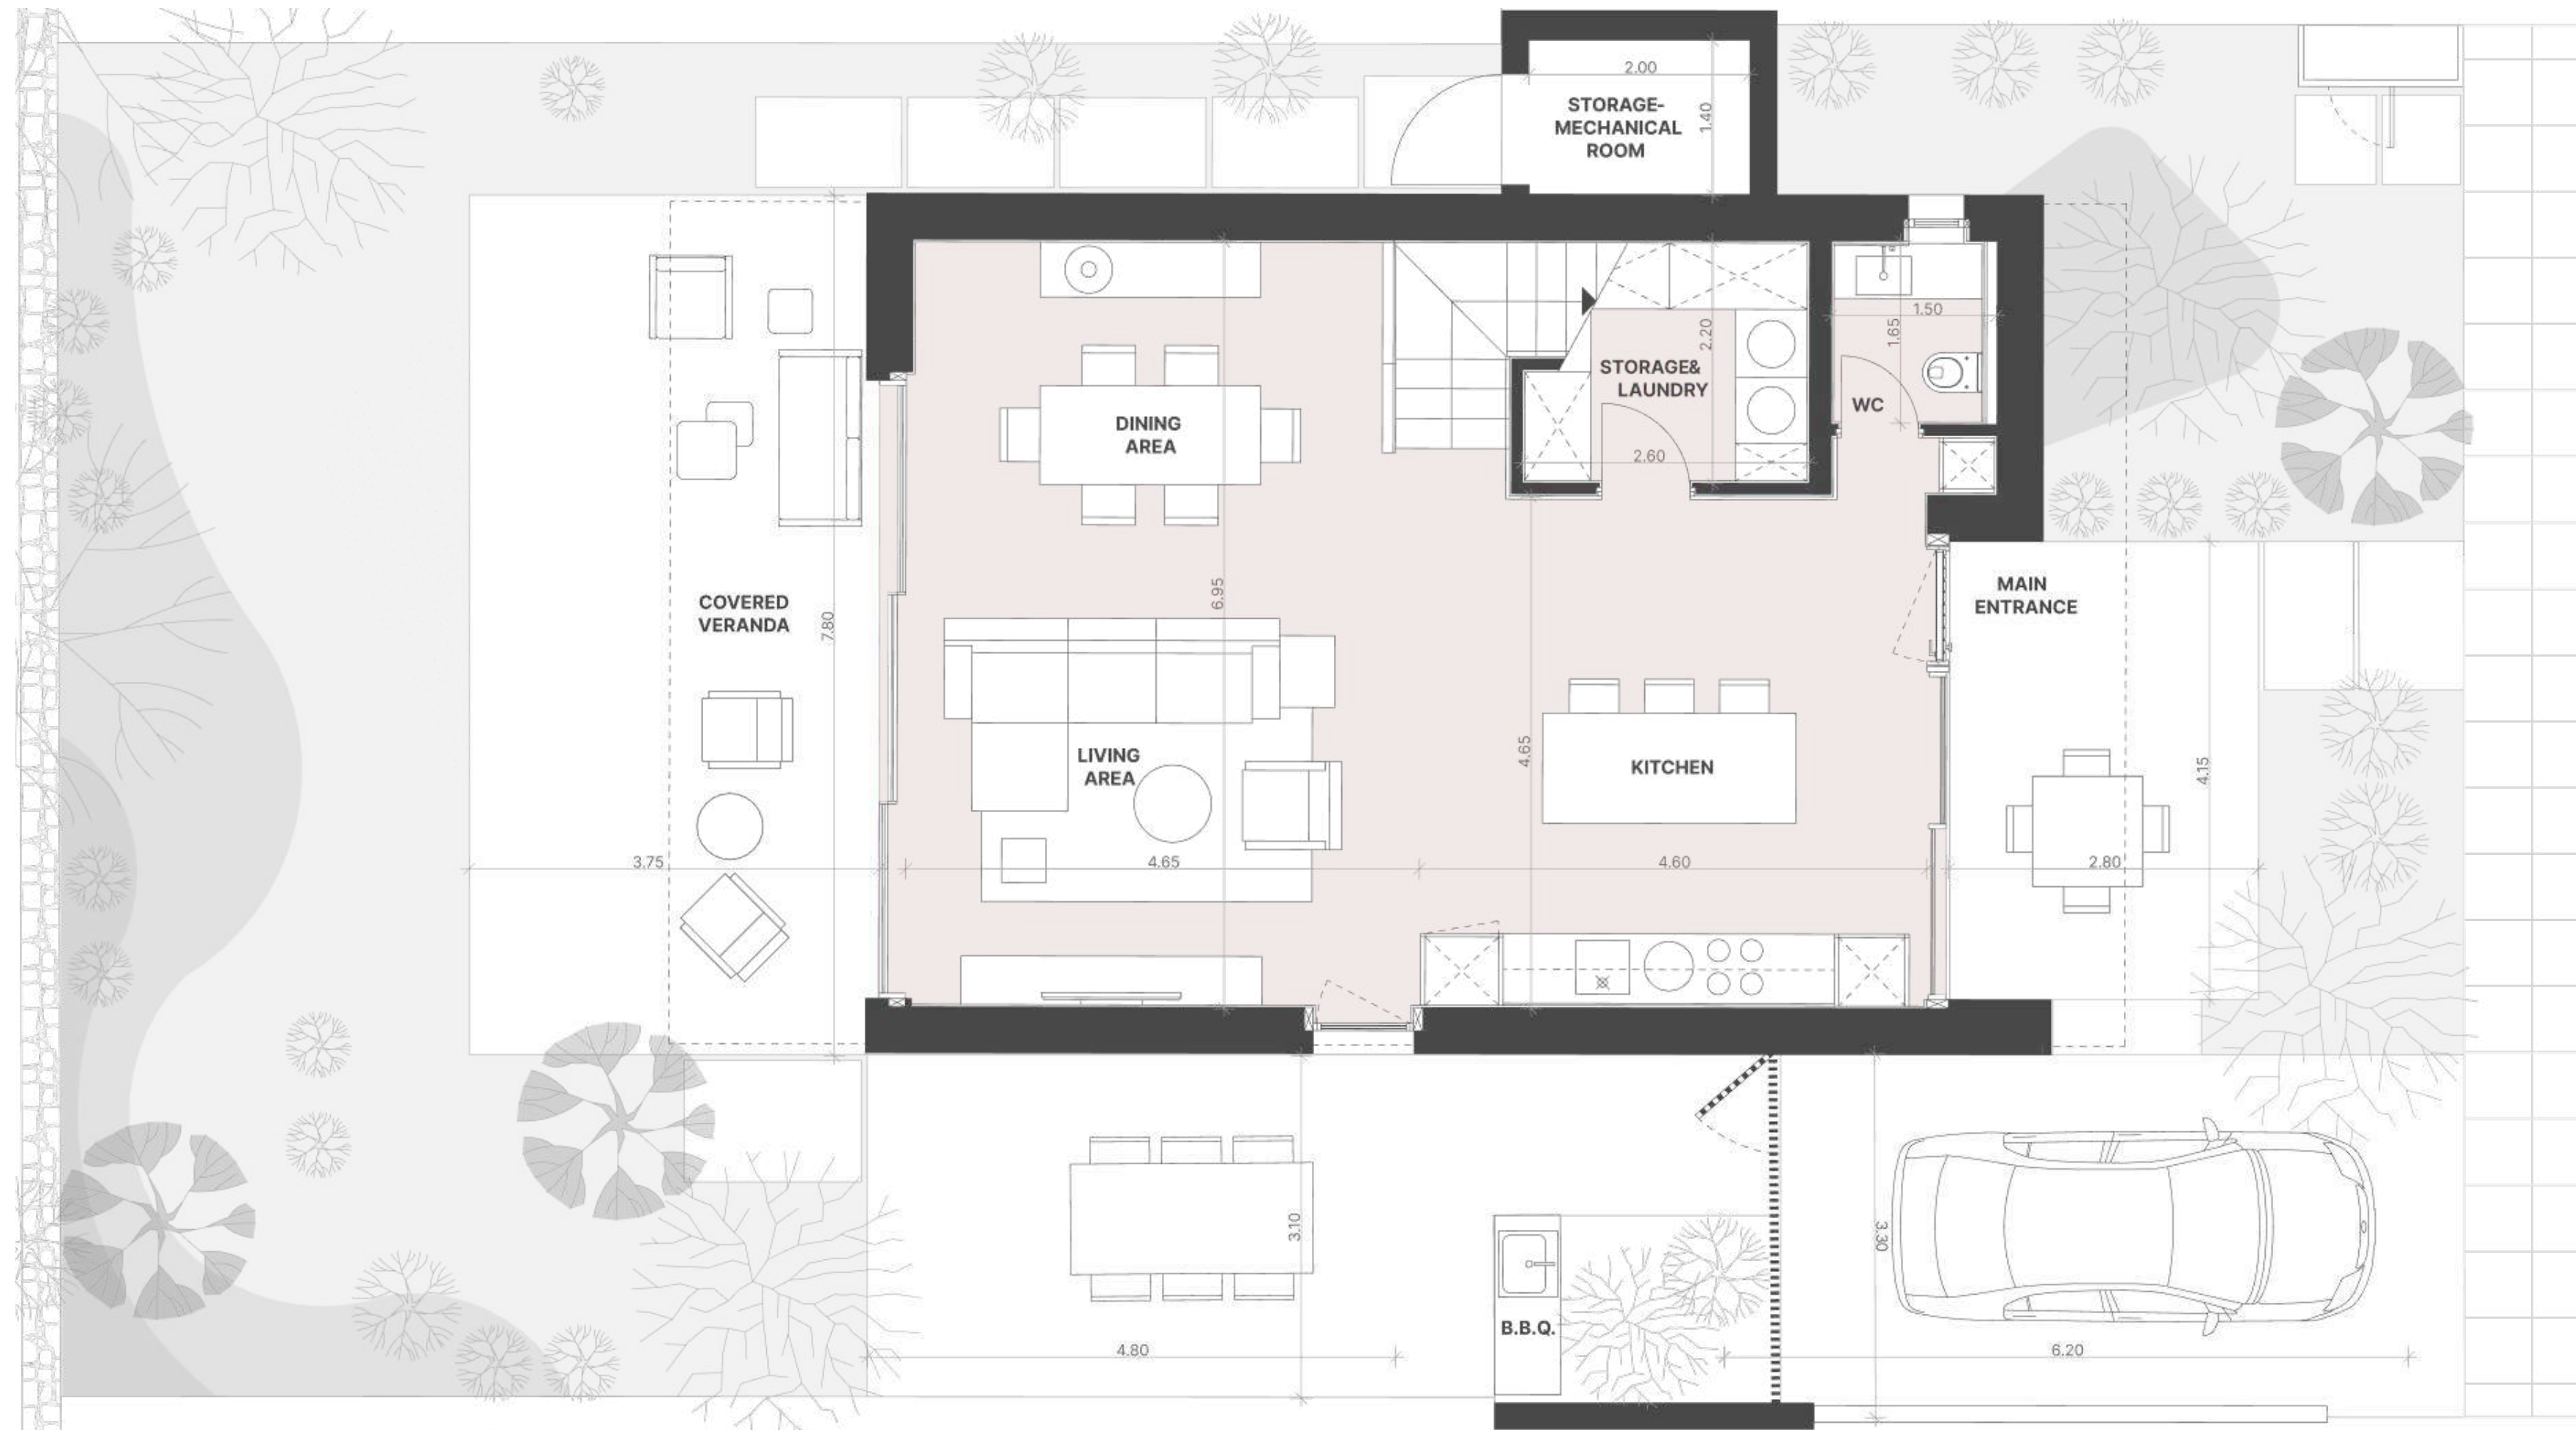 2.00
STORAGE-
MECHANICAL
ROOM
1.40
STORAGE&
LAUNDRY
2.20
2.60
1.50
1.65
WC
DINING
AREA
COVERED
VERANDA
7.80
6.95
MAIN
ENTRANCE
LIVING
AREA
4.65
KITCHEN
4.15
3.75
4.65
4.60
2.80
3.10
3.30
B.B.Q.
4.80
6.20